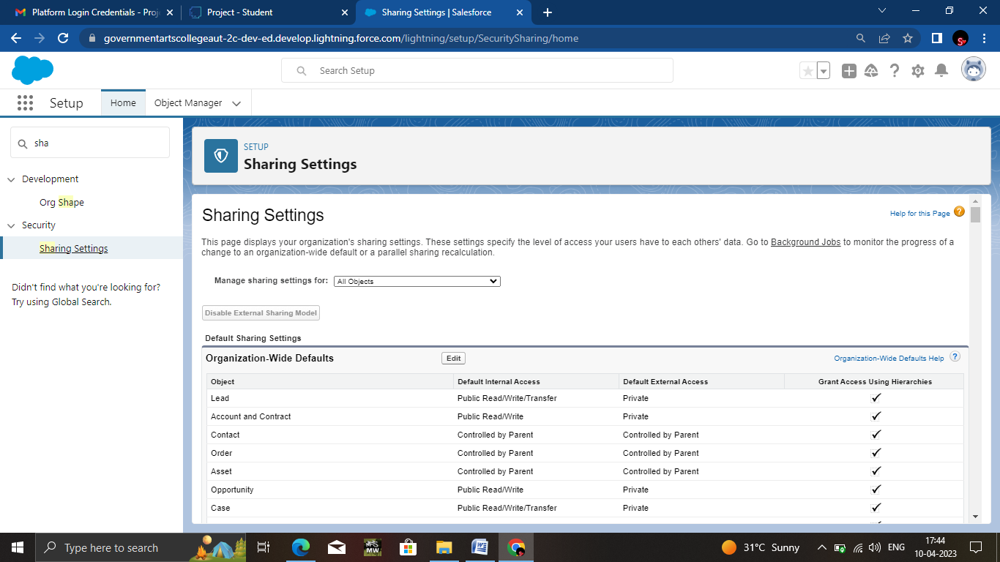 Platform Login Credentials - Proj
Project - Student
Sharing Settings | Salesforce
governmentartscollegeaut-2c-dev-ed.develop.lightning.force.com/lightning/setup/SecuritySharing/home
Search Setup
Setup
Home
Object Manager
sha
Development
Org Shape
Security
Sharing Settings
Didn't find what you're looking for?
Try using Global Search.
SETUP
Sharing Settings
Sharing Settings
Help for this Page
This page displays your organization's sharing settings. These settings specify the level of access your users have to each others' data. Go to Background Jobs to monitor the progress of a
change to an organization-wide default or a parallel sharing recalculation.
Manage sharing settings for: All Objects
Disable External Sharing Model
Default Sharing Settings
Organization-Wide Defaults Edit Organization-Wide Defaults Help ?
Object Default Internal Access Default External Access Grant Access Using Hierarchies
Lead Public Read/Write/Transfer Private
Account and Contract Public Read/Write Private
Contact Controlled by Parent Controlled by Parent
Order Controlled by Parent Controlled by Parent
Asset Controlled by Parent Controlled by Parent
Opportunity Public Read/Write Private
Case Public Read/Write/Transfer Private
Type here to search
MW
31°C Sunny
ENG
17:44
10-04-2023